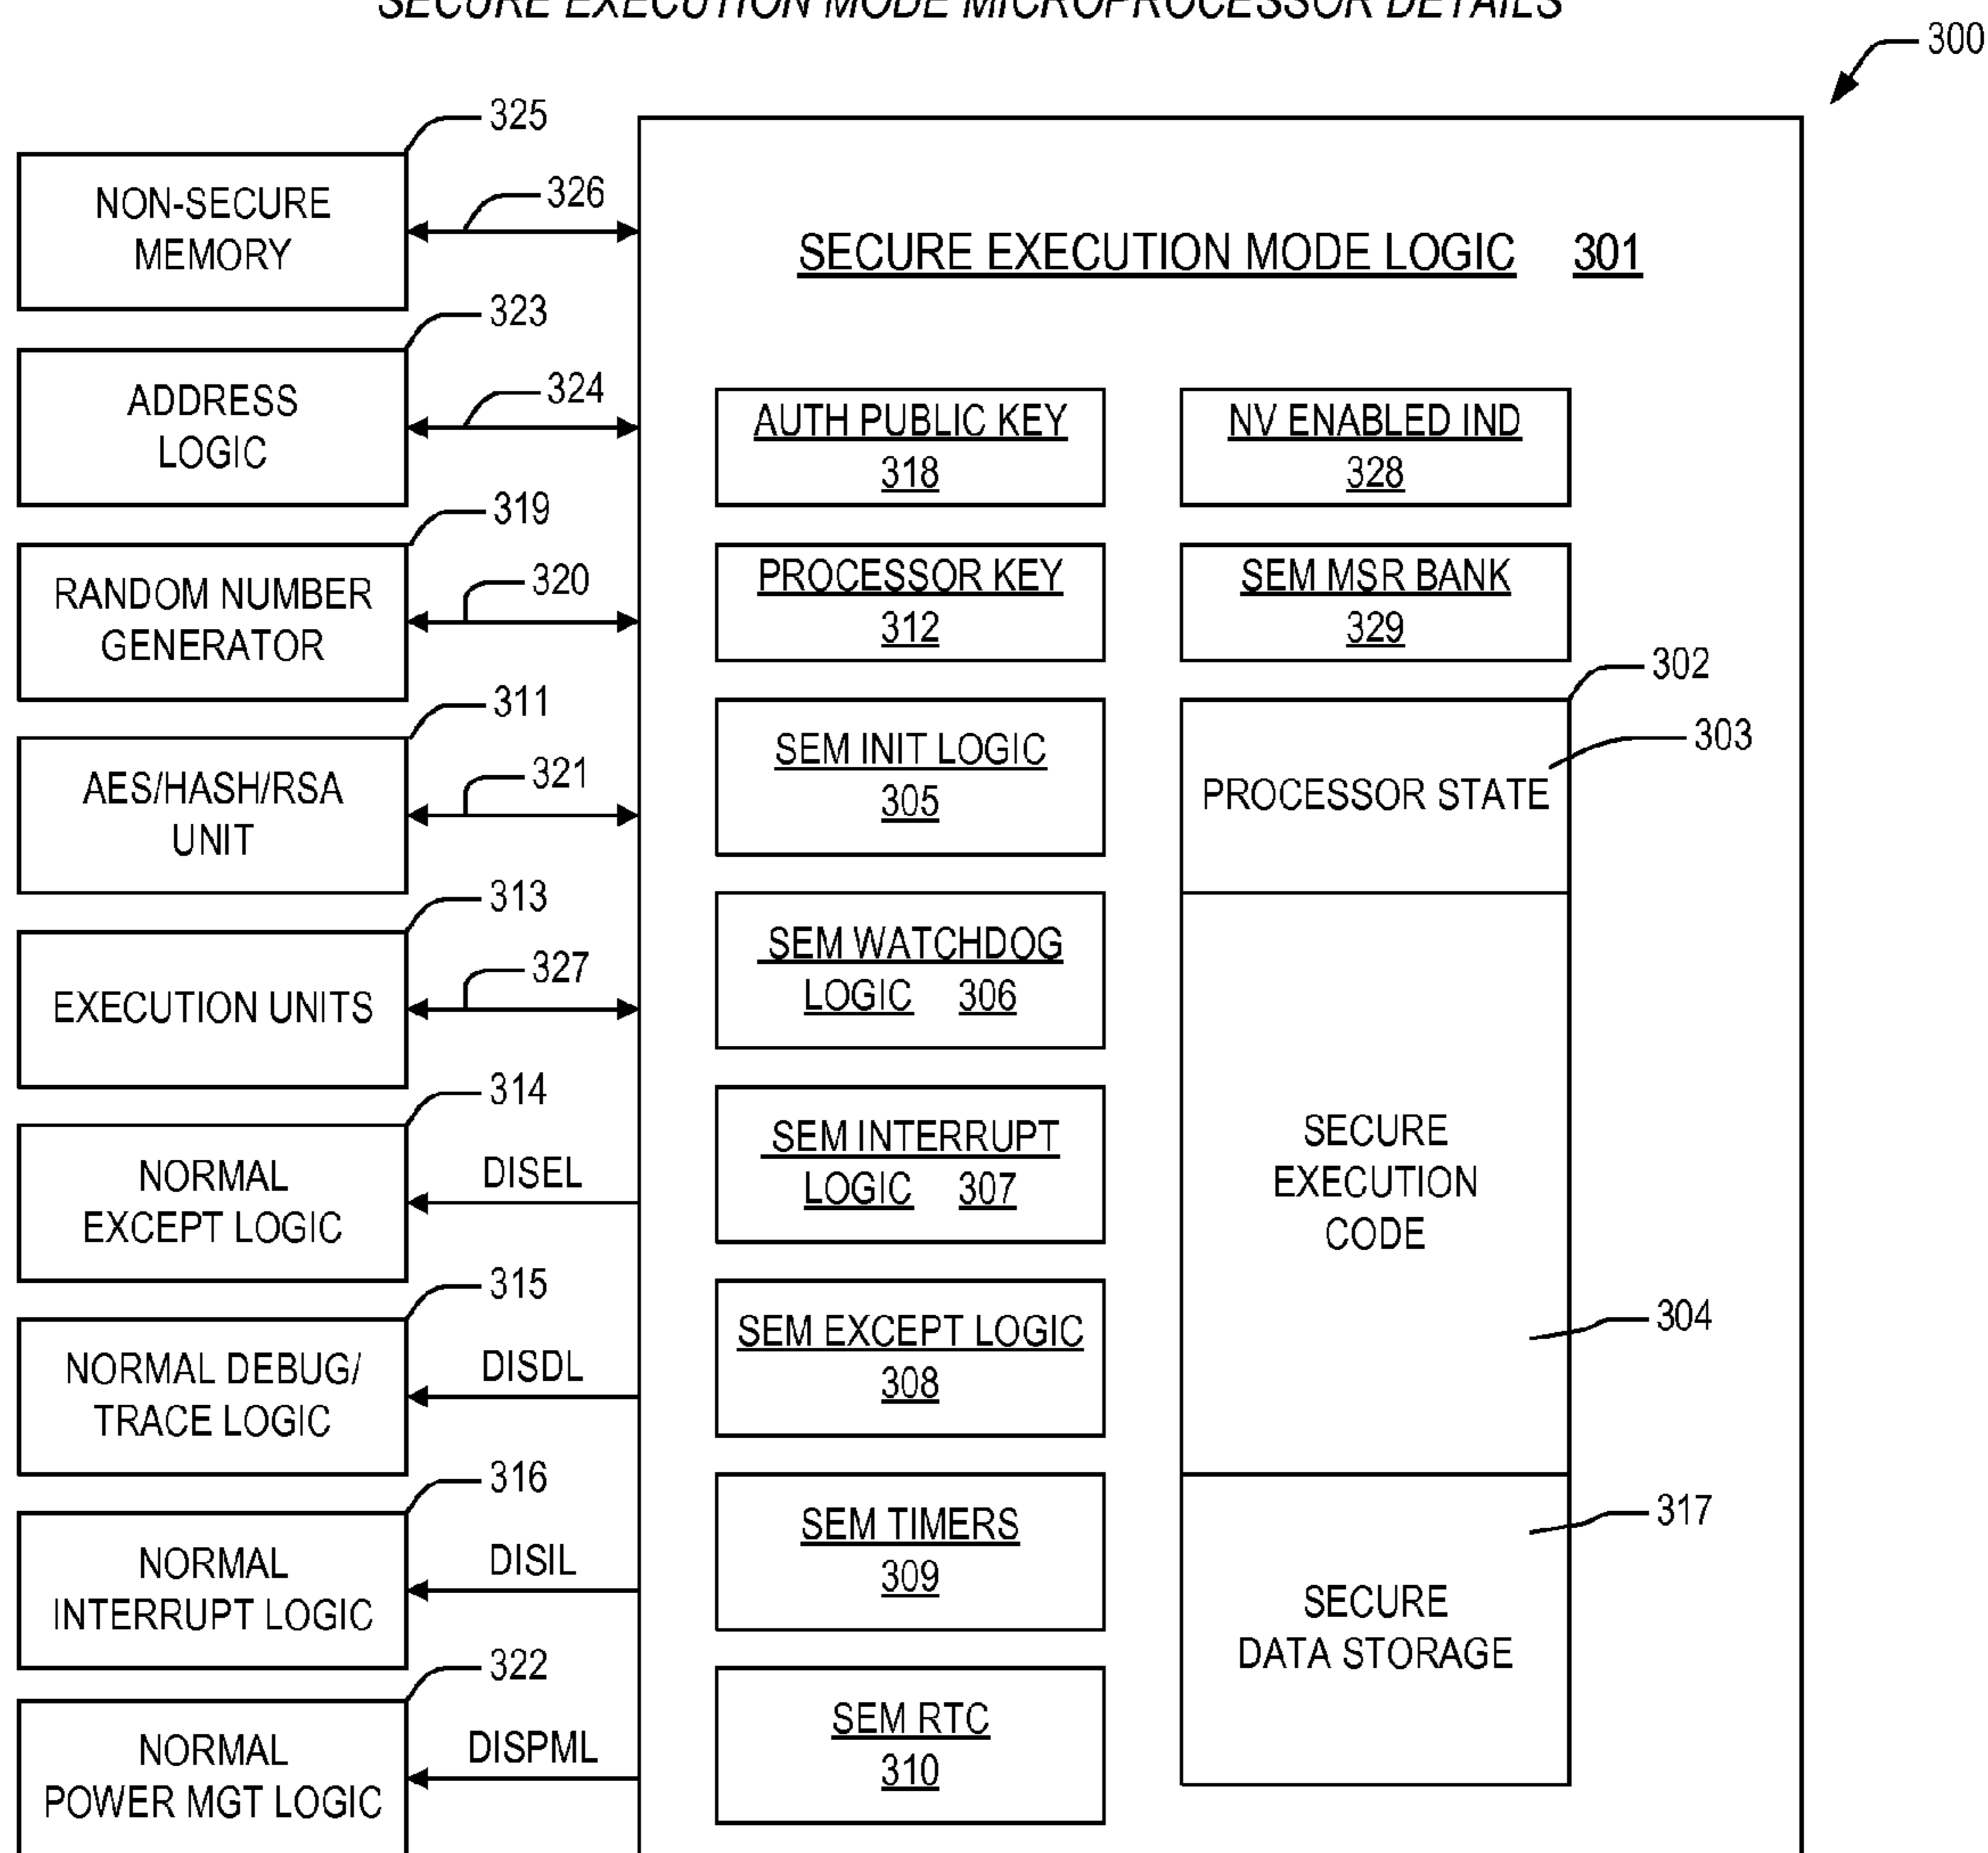 SECURE EXECUTION MODE MICROPROCESSOR DETAILS
300
325
NON-SECURE
MEMORY
326
323
ADDRESS
LOGIC
324
319
RANDOM NUMBER
GENERATOR
320
311
AES/HASH/RSA
UNIT
321
313
EXECUTION UNITS
327
314
NORMAL
EXCEPT LOGIC
DISEL
315
NORMAL DEBUG/
TRACE LOGIC
DISDL
316
NORMAL
INTERRUPT LOGIC
DISIL
322
NORMAL
POWER MGT LOGIC
DISPML
SECURE EXECUTION MODE LOGIC 301
AUTH PUBLIC KEY
318
PROCESSOR KEY
312
SEM INIT LOGIC
305
SEM WATCHDOG
LOGIC 306
SEM INTERRUPT
LOGIC 307
SEM EXCEPT LOGIC
308
SEM TIMERS
309
SEM RTC
310
NV ENABLED IND
328
SEM MSR BANK
329
302
303
PROCESSOR STATE
SECURE
EXECUTION
CODE
304
317
SECURE
DATA STORAGE